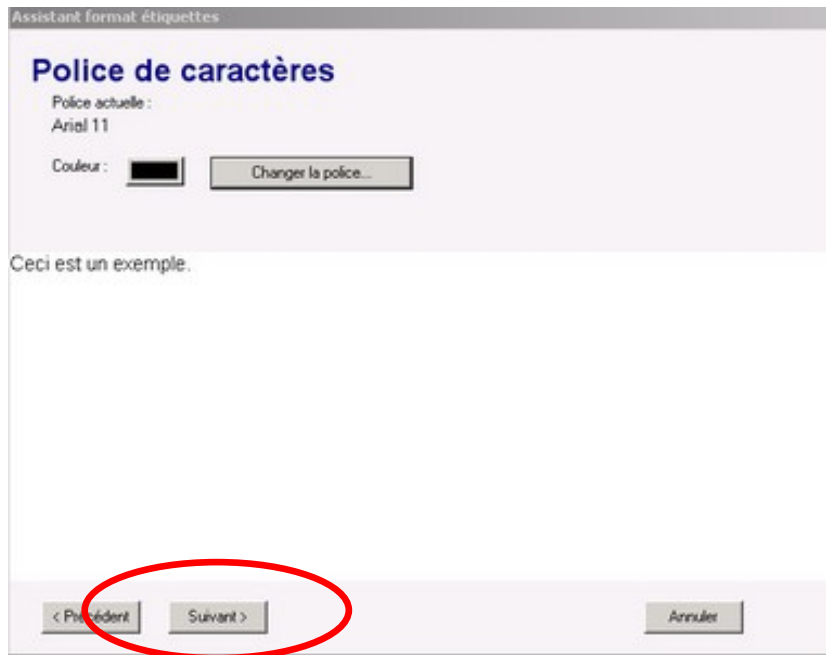 Assistant format étiquettes
Police de caractères
Police actuelle :
Arial 11
Couleur : Changer la police...
Ceci est un exemple.
< Précédent Suivant > Annuler